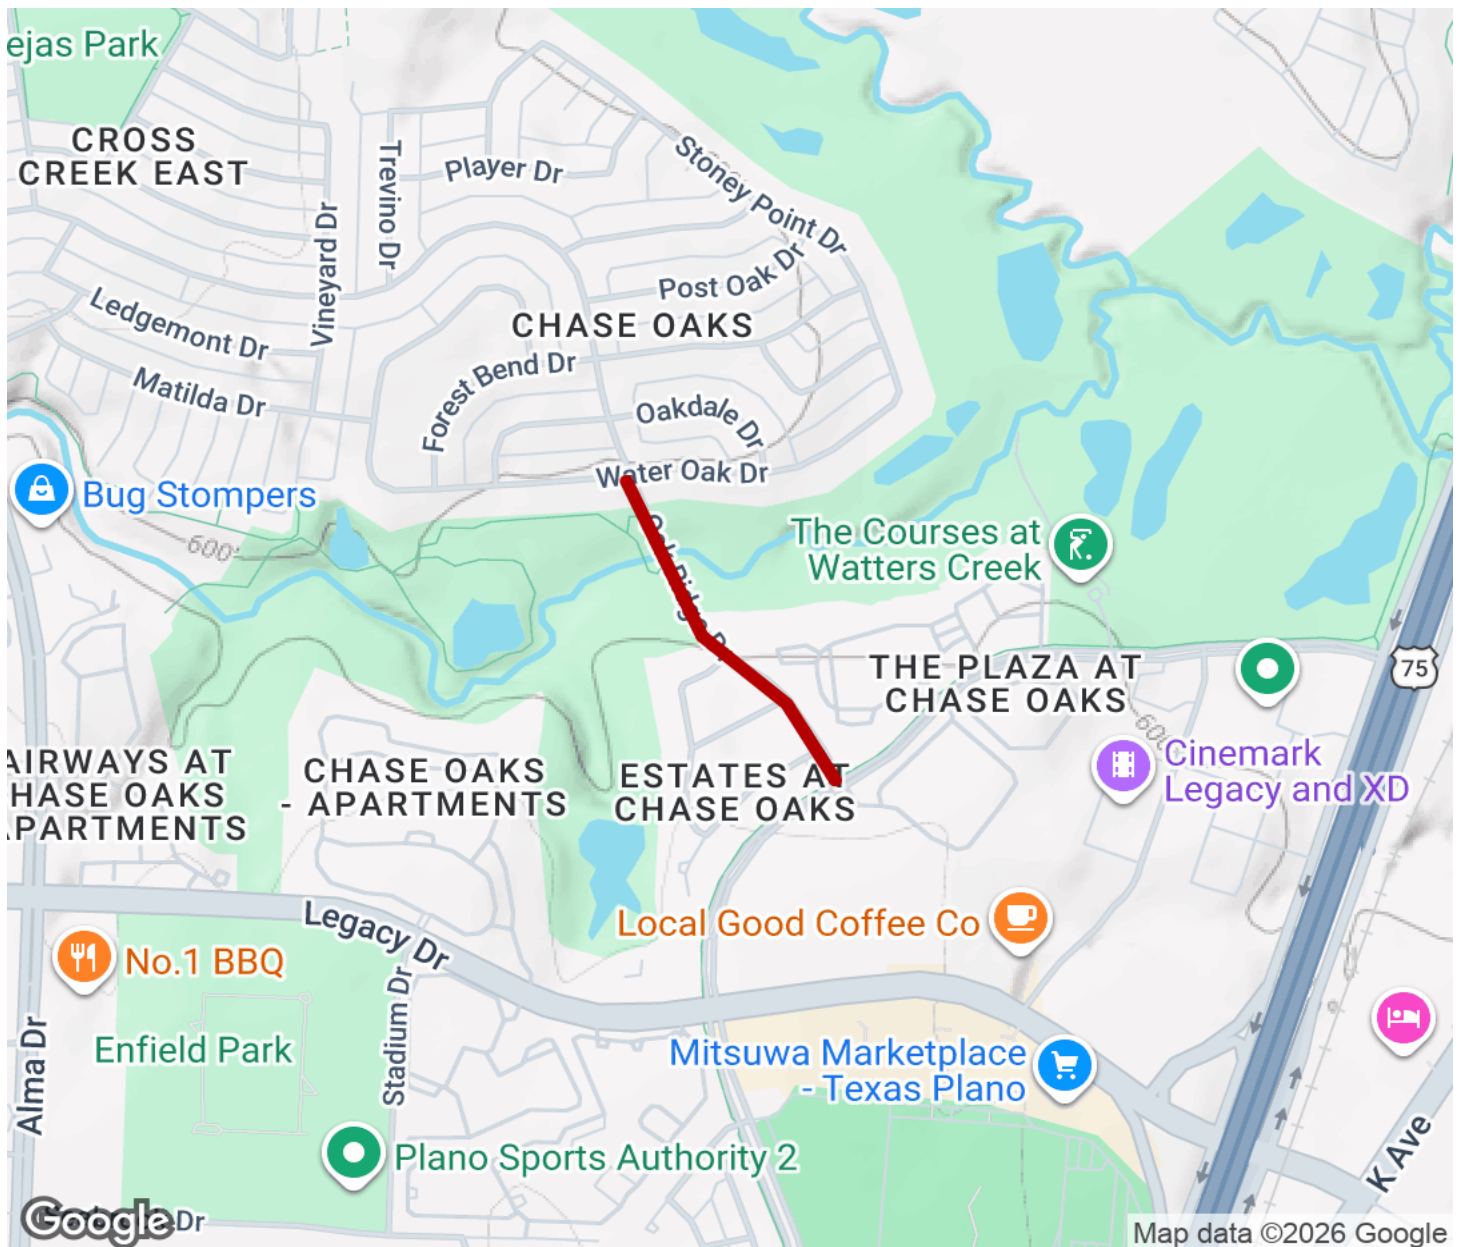 ejas Park
CROSS
CREEK EAST
Trevino Dr
Player Dr
Stoney Point Dr
Vineyard Dr
Post Oak Dr
Ledgemont Dr
CHASE OAKS
Matilda Dr
Forest Bend Dr
Oakdale Dr
Water Oak Dr
Bug Stompers
600'
The Courses at
Watters Creek
THE PLAZA AT
CHASE OAKS
75
600
AIRWAYS AT
HASE OAKS
APARTMENTS
CHASE OAKS
- APARTMENTS
ESTATES AT
CHASE OAKS
Cinemark
Legacy and XD
Legacy Dr
Local Good Coffee Co
No.1 BBQ
Stadium Dr
Enfield Park
Alma Dr
Mitsuwa Marketplace
- Texas Plano
K Ave
Plano Sports Authority 2
Google
Dr
Map data ©2026 Google